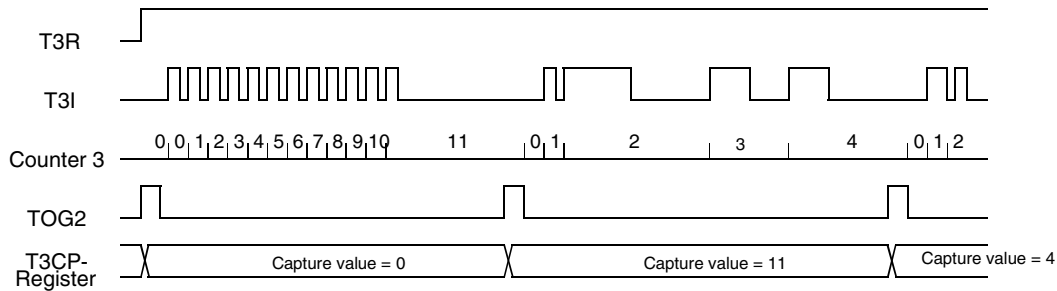 T3R
T3I
Counter 3
0 0 1 2 3 4 5 6 7 8 9 10 11 0 1 2 3 4 0 1 2
TOG2
T3CP-
Register
Capture value = 0
Capture value = 11
Capture value = 4